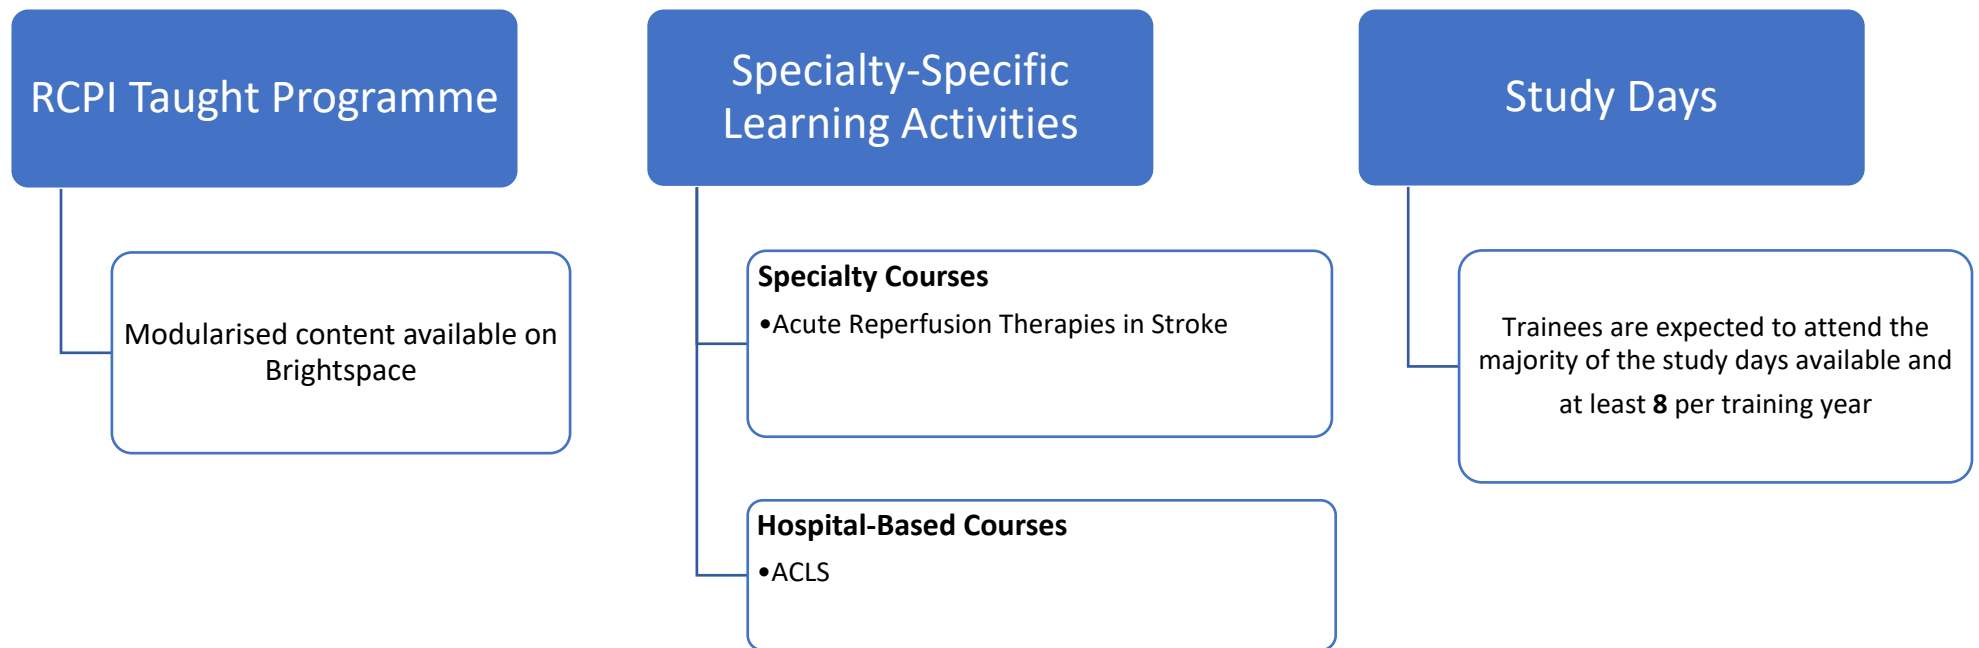 RCPI Taught Programme
Modularised content available on
Brightspace
Specialty-Specific
Learning Activities
Specialty Courses
•Acute Reperfusion Therapies in Stroke
Hospital-Based Courses
•ACLS
Study Days
Trainees are expected to attend the
majority of the study days available and
at least 8 per training year